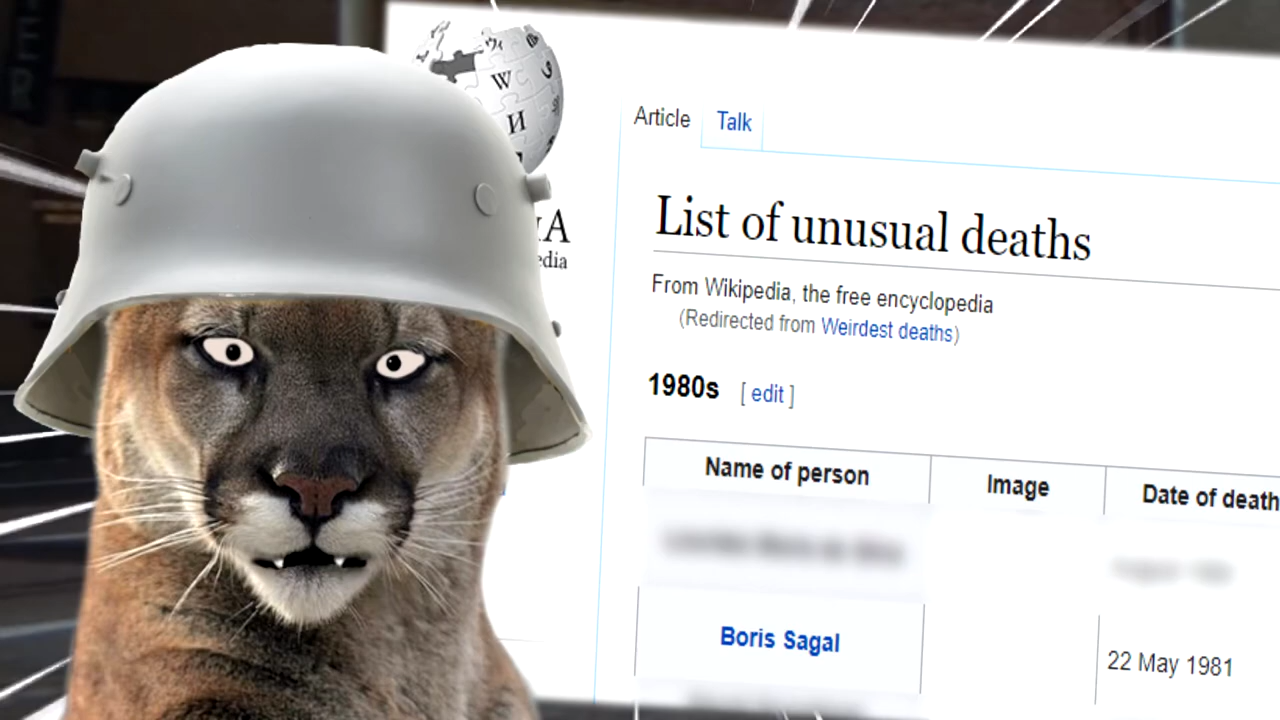 Article Talk
List of unusual deaths
From Wikipedia, the free encyclopedia
(Redirected from Weirdest deaths)
1980s [ edit ]
Name of person Image Date of death
Boris Sagal 22 May 1981